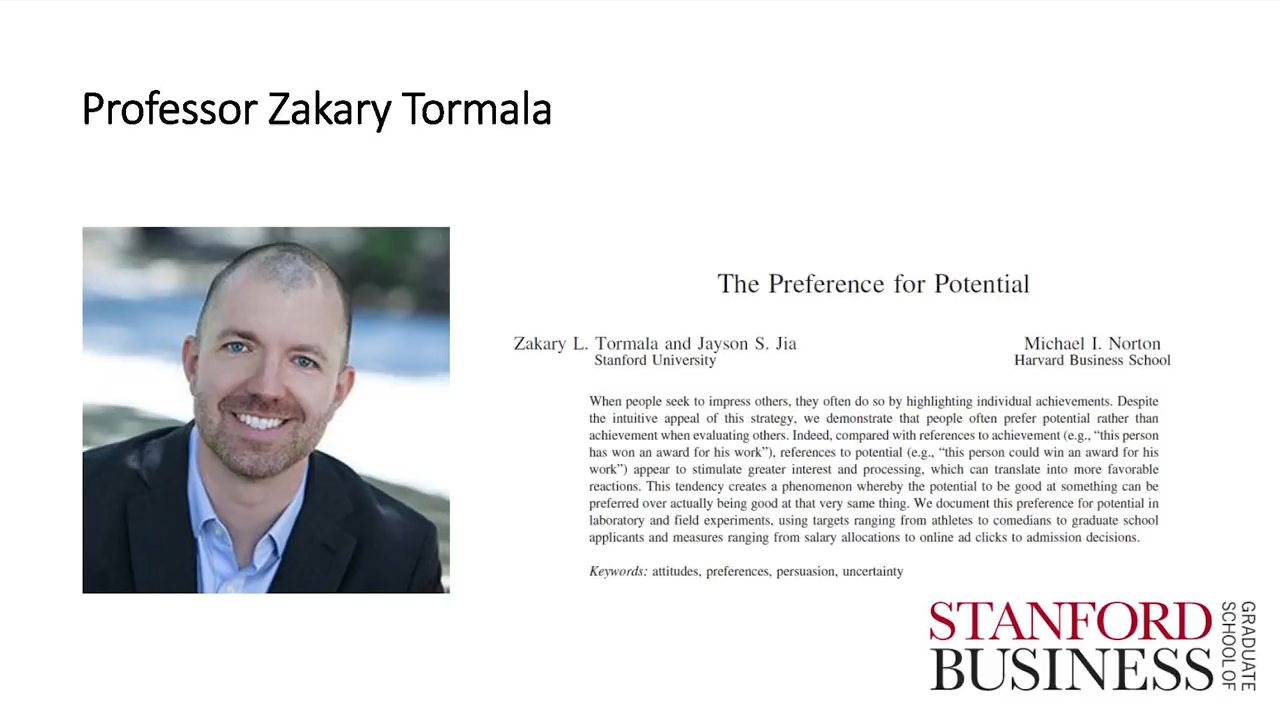 Professor Zakary Tormala
The Preference for Potential
Zakary L. Tormala and Jayson S. Jia
Stanford University
Michael I. Norton
Harvard Business School
When people seek to impress others, they often do so by highlighting individual achievements. Despite
the intuitive appeal of this strategy, we demonstrate that people often prefer potential rather than
achievement when evaluating others. Indeed, compared with references to achievement (e.g., “this person
has won an award for his work”), references to potential (e.g., “this person could win an award for his
work”) appear to stimulate greater interest and processing, which can translate into more favorable
reactions. This tendency creates a phenomenon whereby the potential to be good at something can be
preferred over actually being good at that very same thing. We document this preference for potential in
laboratory and field experiments, using targets ranging from athletes to comedians to graduate school
applicants and measures ranging from salary allocations to online ad clicks to admission decisions.
Keywords: attitudes, preferences, persuasion, uncertainty
STANFORD
BUSINESS
GRADUATE
SCHOOL OF